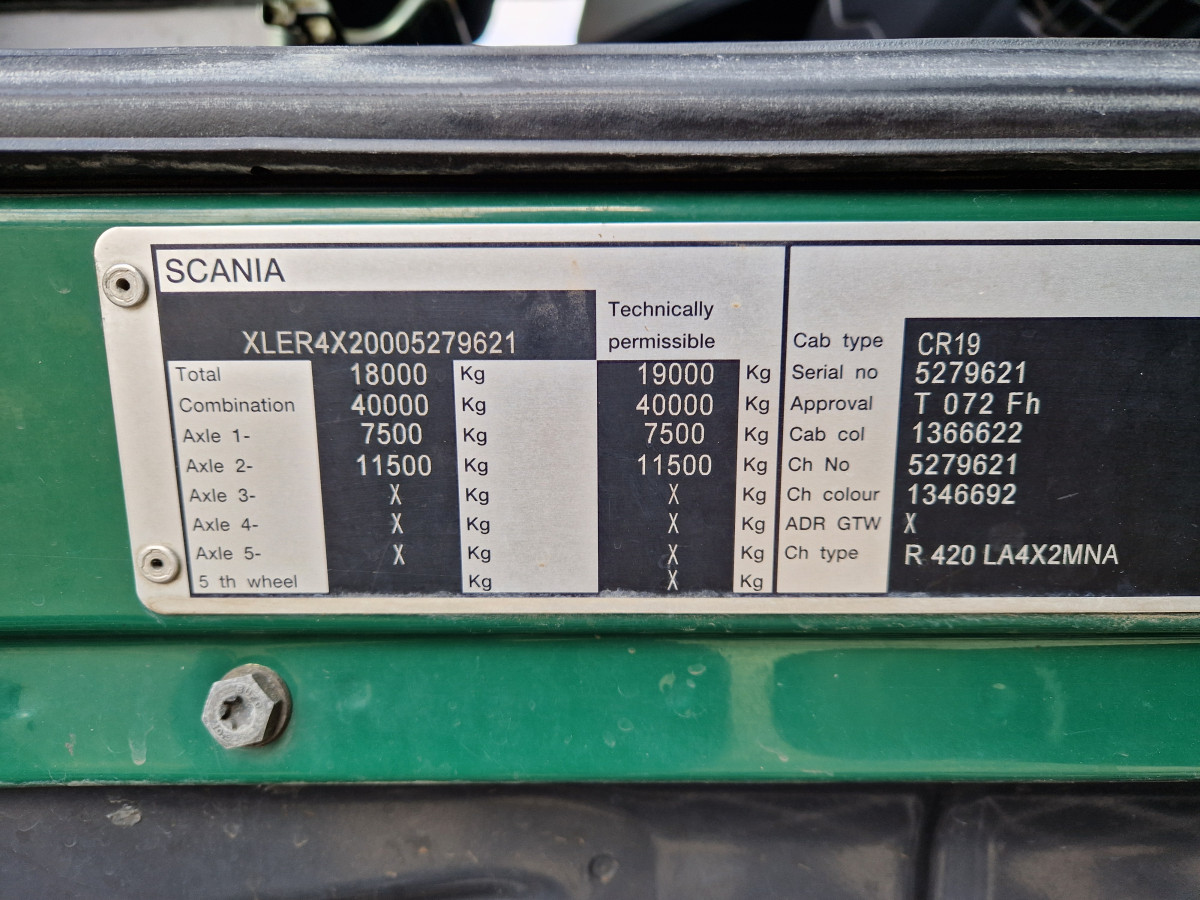 SCANIA
XLER4X20005279621
Technically
permissible
Total 18000 Kg 19000 Kg
Combination 40000 Kg 40000 Kg
Axle 1- 7500 Kg 7500 Kg
Axle 2- 11500 Kg 11500 Kg
Axle 3- X Kg X Kg
Axle 4- X Kg X Kg
Axle 5- X Kg X Kg
5 th wheel Kg X Kg
Cab type CR19
Serial no 5279621
Approval T 072 Fh
Cab col 1366622
Ch No 5279621
Ch colour 1346692
ADR GTW X
Ch type R 420 LA4X2MNA